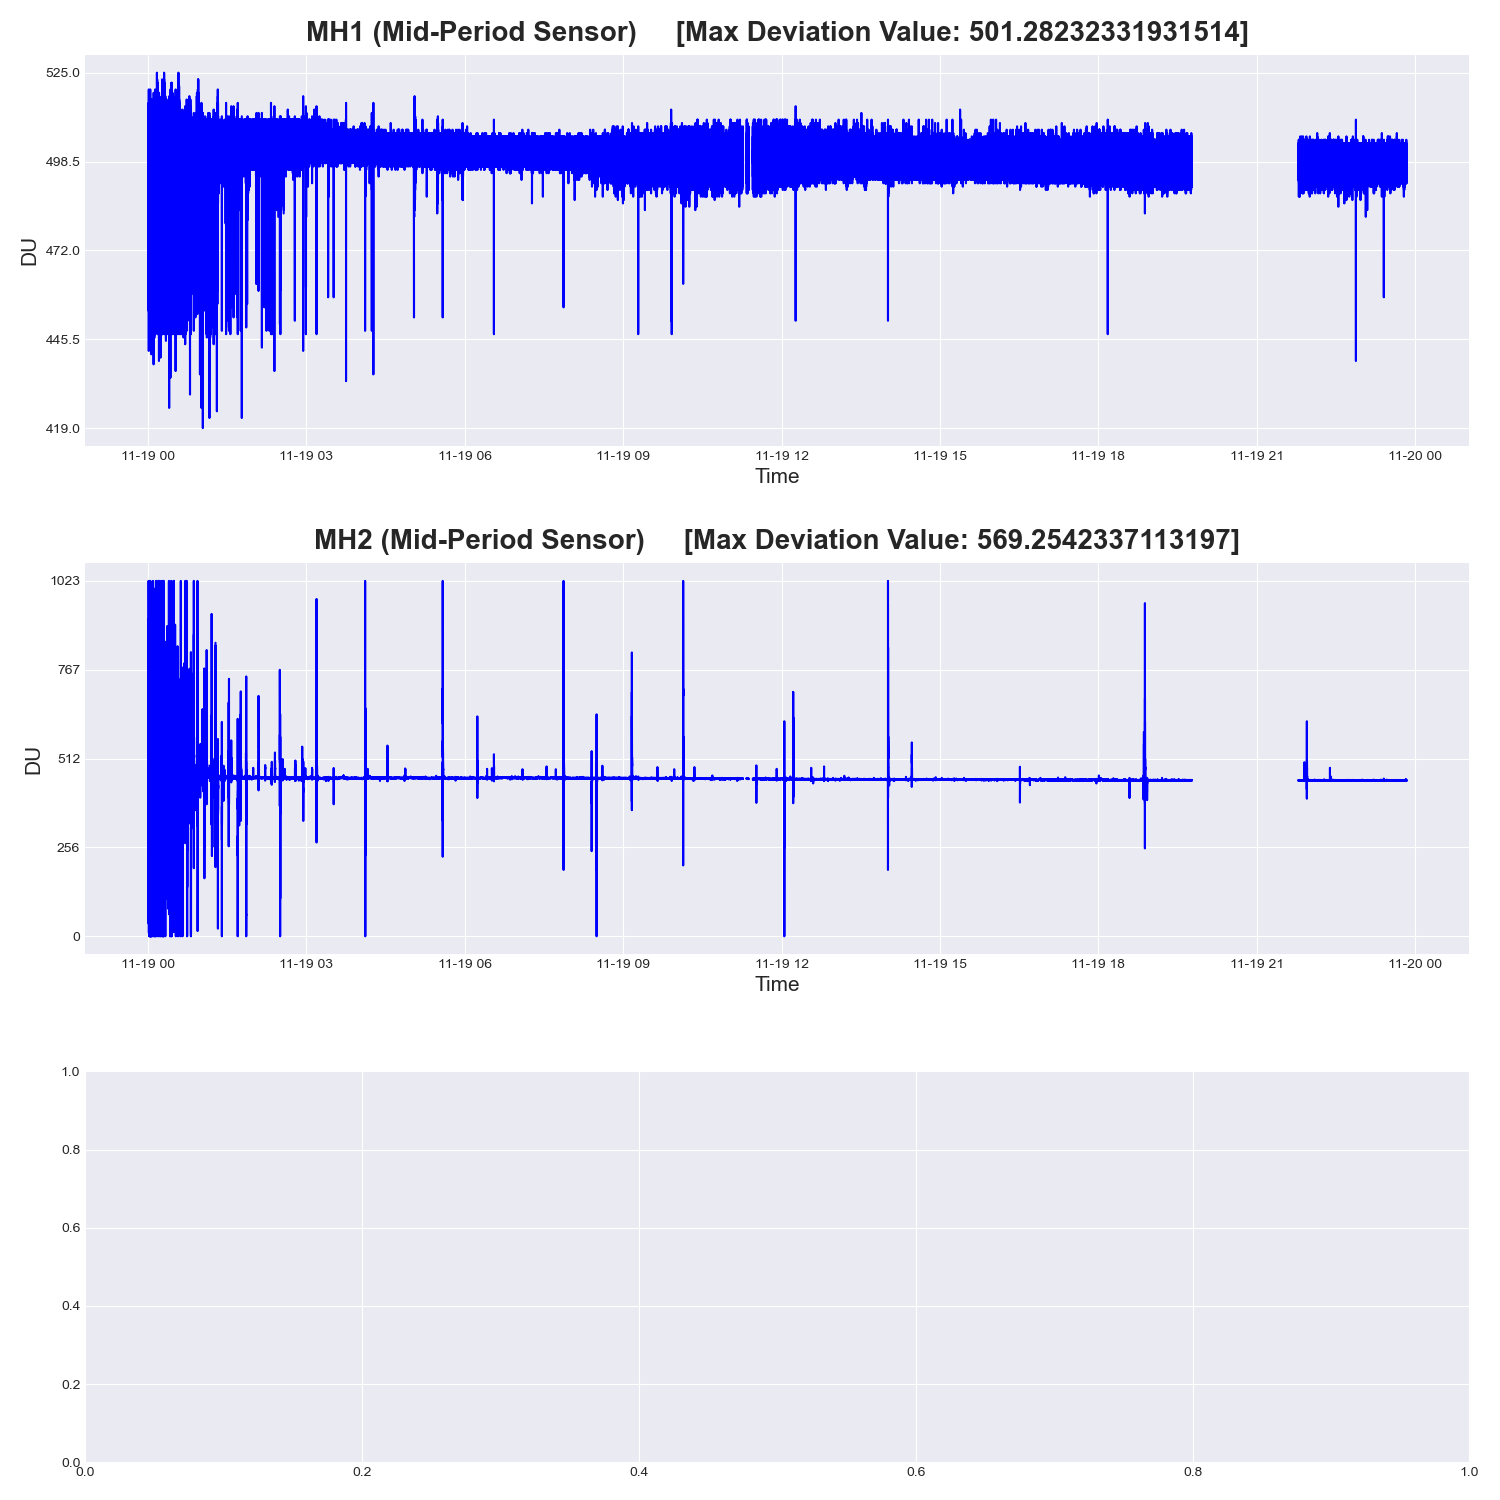 MH1 (Mid-Period Sensor) [Max Deviation Value: 501.28232331931514]
525.0
498.5
472.0
445.5
419.0
DU
11-19 00 11-19 03 11-19 06 11-19 09 11-19 12 11-19 15 11-19 18 11-19 21 11-20 00
Time
MH2 (Mid-Period Sensor) [Max Deviation Value: 569.2542337113197]
1023
767
512
256
0
DU
11-19 00 11-19 03 11-19 06 11-19 09 11-19 12 11-19 15 11-19 18 11-19 21 11-20 00
Time
1.0
0.8
0.6
0.4
0.2
0.0
0.0 0.2 0.4 0.6 0.8 1.0